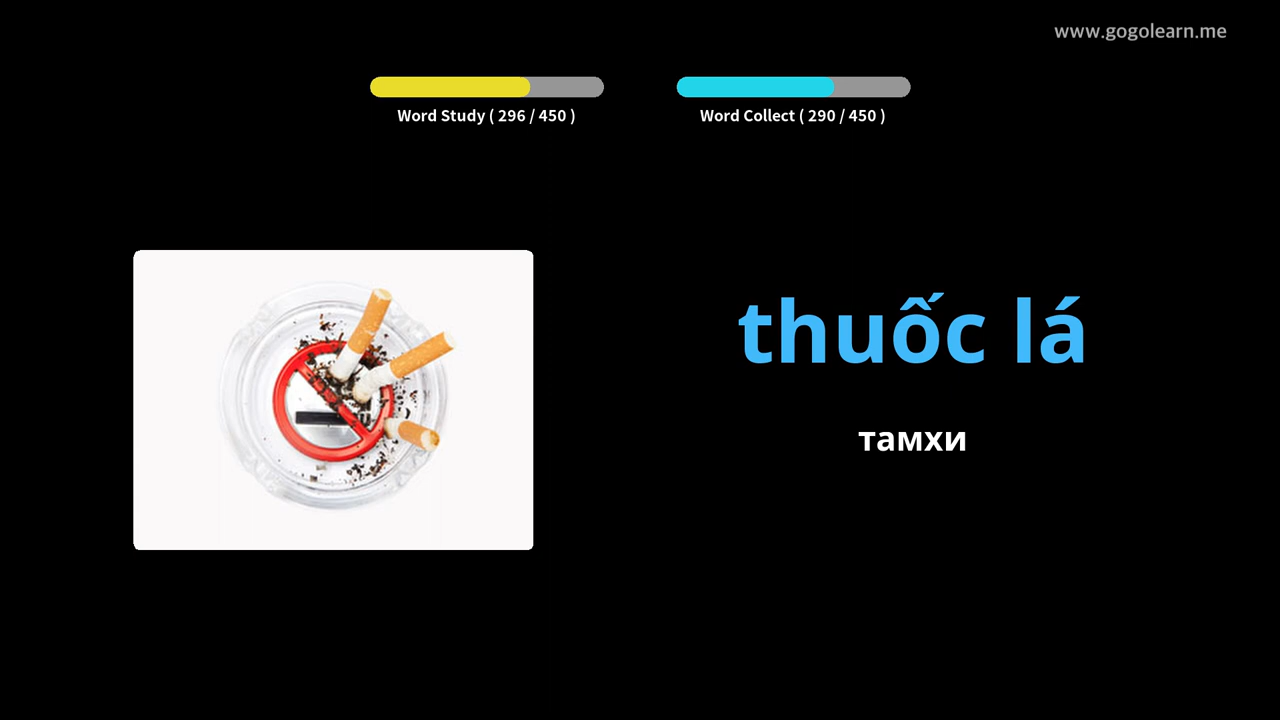 www.gogolearn.me
Word Study ( 296 / 450 )
Word Collect ( 290 / 450 )
thuốc lá
тамхи